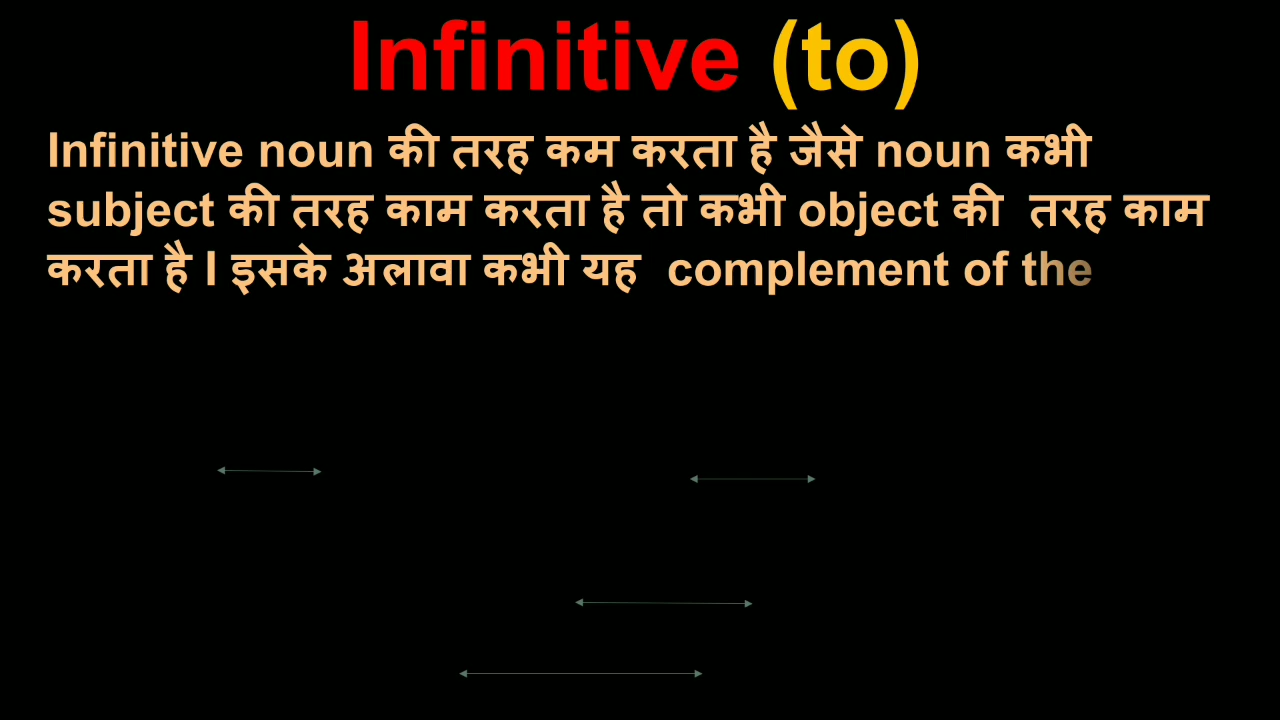 Infinitive (to)
Infinitive noun की तरह कम करता है जैसे noun कभी
subject की तरह काम करता है तो कभी object की तरह काम
करता है l इसके अलावा कभी यह complement of the